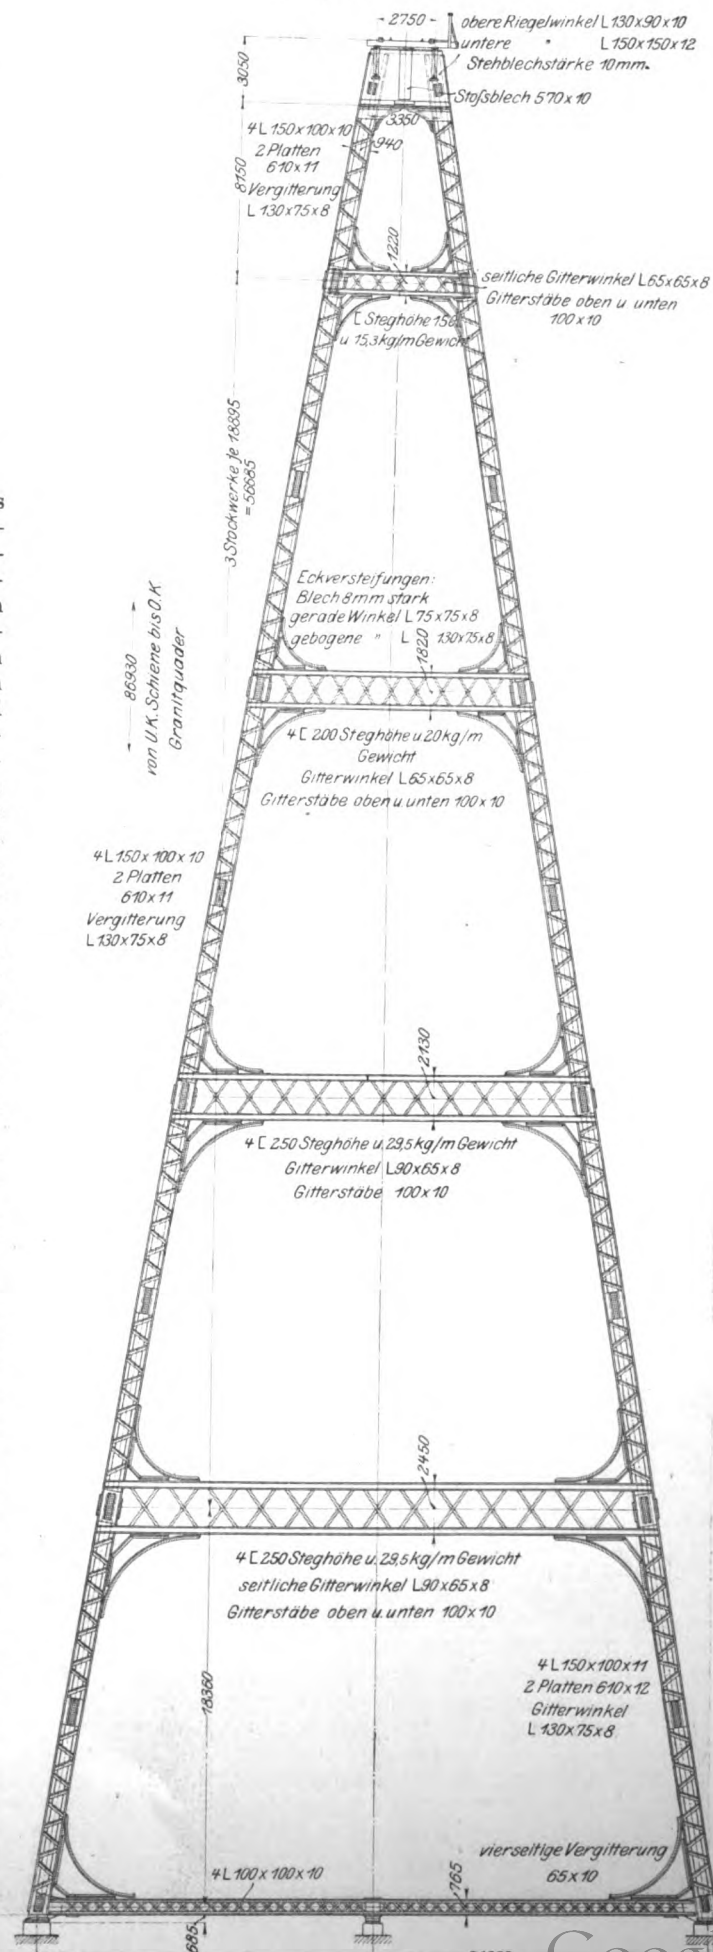 2750
obere Riegelwinkel L 130x90x10
untere " L 150x150x12
Stehblechstärke 10mm.
3050
Stoßblech 570x10
3350
4 L 150x100x10
940
2 Platten
610x11
8150
Vergitterung
L 130x75x8
1220
seitliche Gitterwinkel L 65x65x8
Gitterstäbe oben u. unten
100x10
[ Steghöhe 150
u 15,3kg/m Gewicht
3 Stockwerke je 18895
= 56685
Eckversteifungen:
Blech 8mm stark
gerade Winkel L 75x75x8
gebogene " L 130x75x8
1820
86930
von U.K. Schiene bis O.K.
Granitquader
4 [ 200 Steghöhe u 20 kg/m
Gewicht
Gitterwinkel L 65x65x8
Gitterstäbe oben u. unten 100x10
4 L 150x100x10
2 Platten
610x11
Vergitterung
L 130x75x8
2130
4 [ 250 Steghöhe u. 29,5 kg/m Gewicht
Gitterwinkel L 90x65x8
Gitterstäbe 100x10
2450
4 [ 250 Steghöhe u. 29,5 kg/m Gewicht
seitliche Gitterwinkel L 90x65x8
Gitterstäbe oben u. unten 100x10
4 L 150x100x11
2 Platten 610x12
Gitterwinkel
L 130x75x8
18360
vierseitige Vergitterung
65x10
4 L 100x100x10
765
685